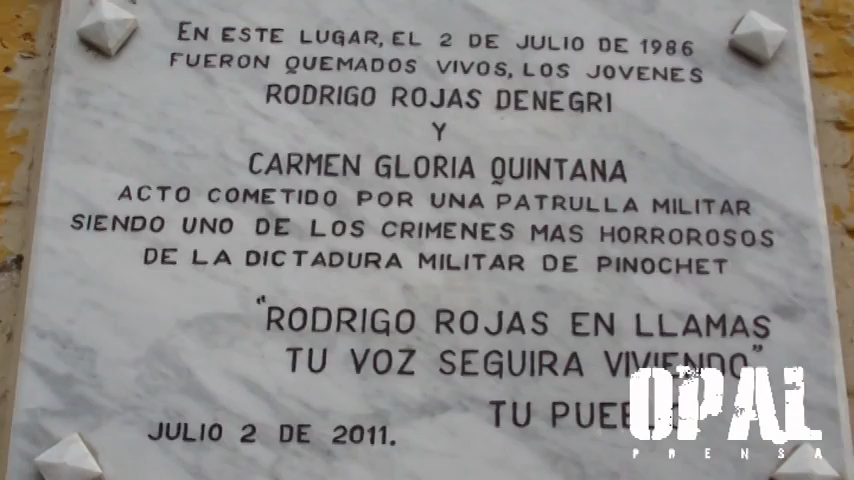 EN ESTE LUGAR, EL 2 DE JULIO DE 1986
FUERON QUEMADOS VIVOS, LOS JOVENES
RODRIGO ROJAS DENEGRI
Y
CARMEN GLORIA QUINTANA
ACTO COMETIDO POR UNA PATRULLA MILITAR
SIENDO UNO DE LOS CRIMENES MAS HORROROSOS
DE LA DICTADURA MILITAR DE PINOCHET
"RODRIGO ROJAS EN LLAMAS
TU VOZ SEGUIRA VIVIENDO"
TU PUEBLO
JULIO 2 DE 2011.
OPAL
PRENSA